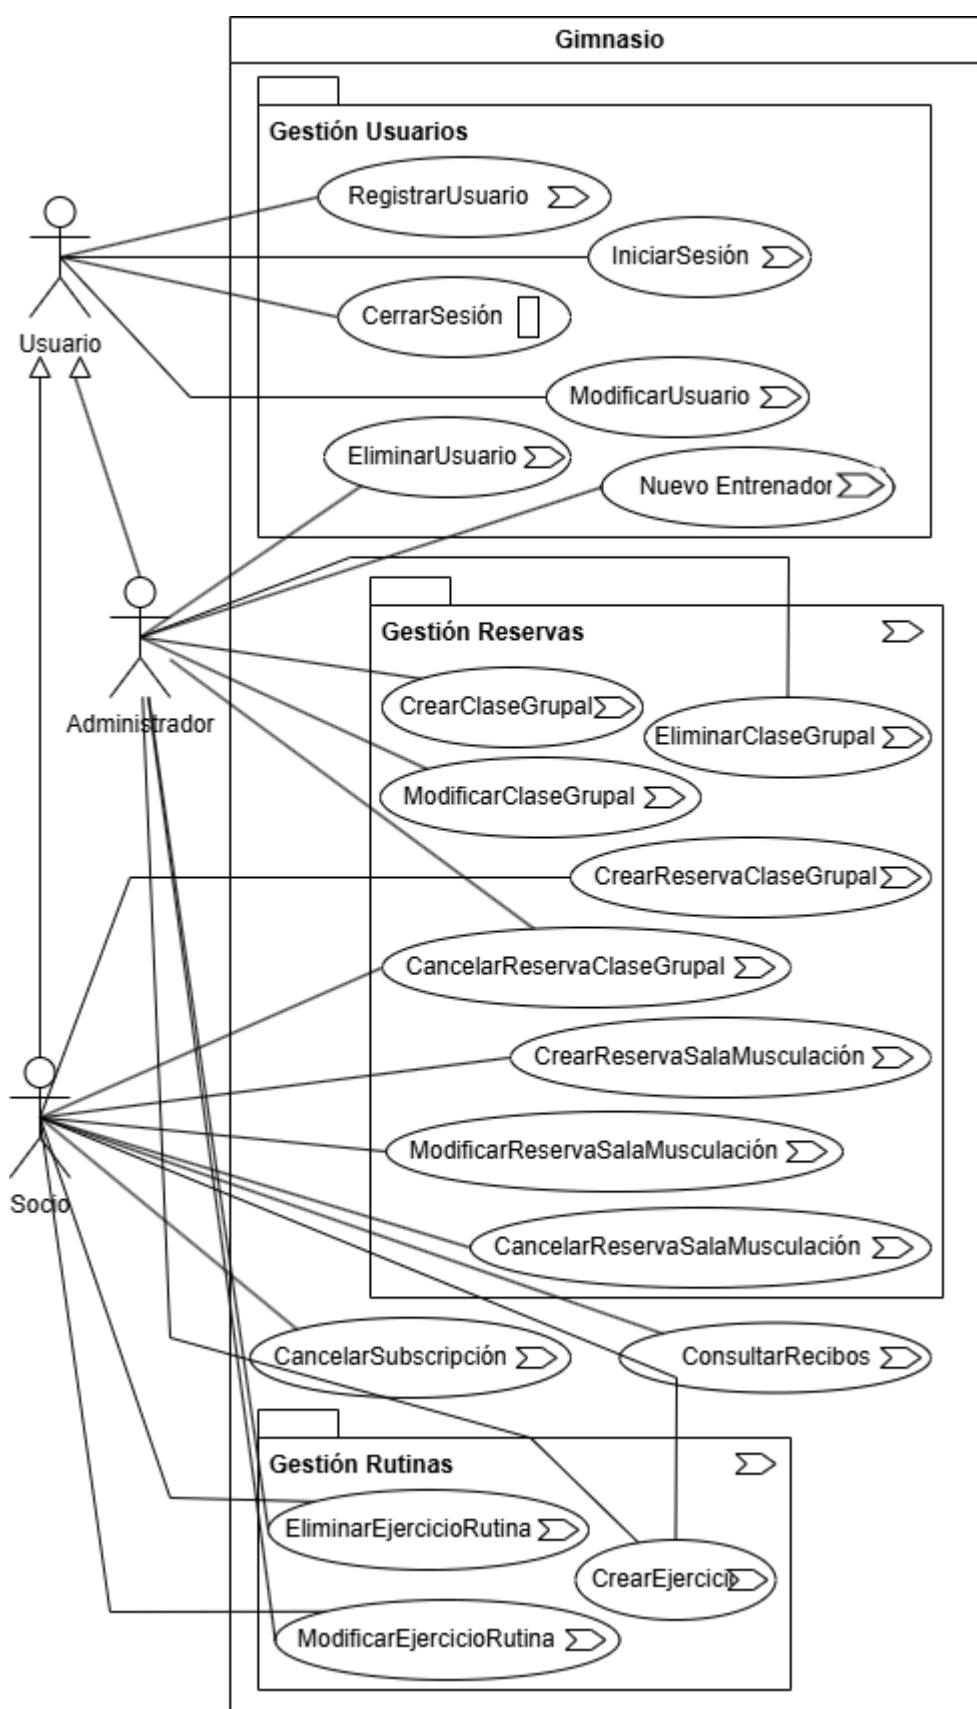 Gimnasio
Gestión Usuarios
RegistrarUsuario
IniciarSesión
CerrarSesión
Usuario
ModificarUsuario
EliminarUsuario
Nuevo Entrenador
Gestión Reservas
CrearClaseGrupal
Administrador
EliminarClaseGrupal
ModificarClaseGrupal
CrearReservaClaseGrupal
CancelarReservaClaseGrupal
CrearReservaSalaMusculación
ModificarReservaSalaMusculación
Socio
CancelarReservaSalaMusculación
CancelarSubscripción
ConsultarRecibos
Gestión Rutinas
EliminarEjercicioRutina
CrearEjercicio
ModificarEjercicioRutina